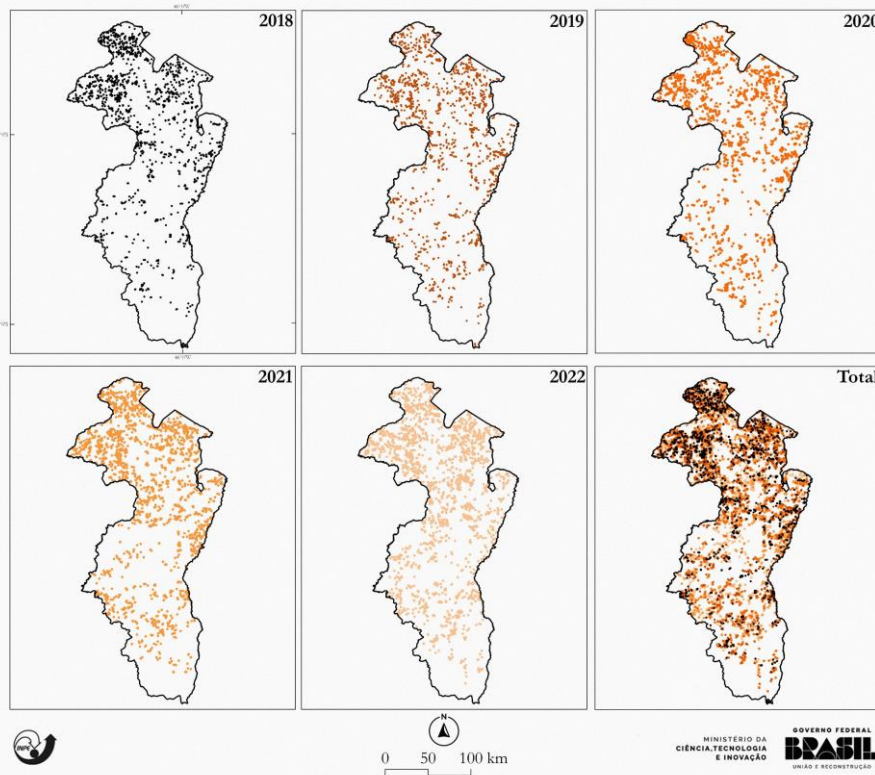 2018
2019
2020
2021
2022
Total
N
0 50 100 km
INPE
MINISTÉRIO DA
CIÊNCIA, TECNOLOGIA
E INOVAÇÃO
GOVERNO FEDERAL
BRASIL
UNIÃO E RECONSTRUÇÃO